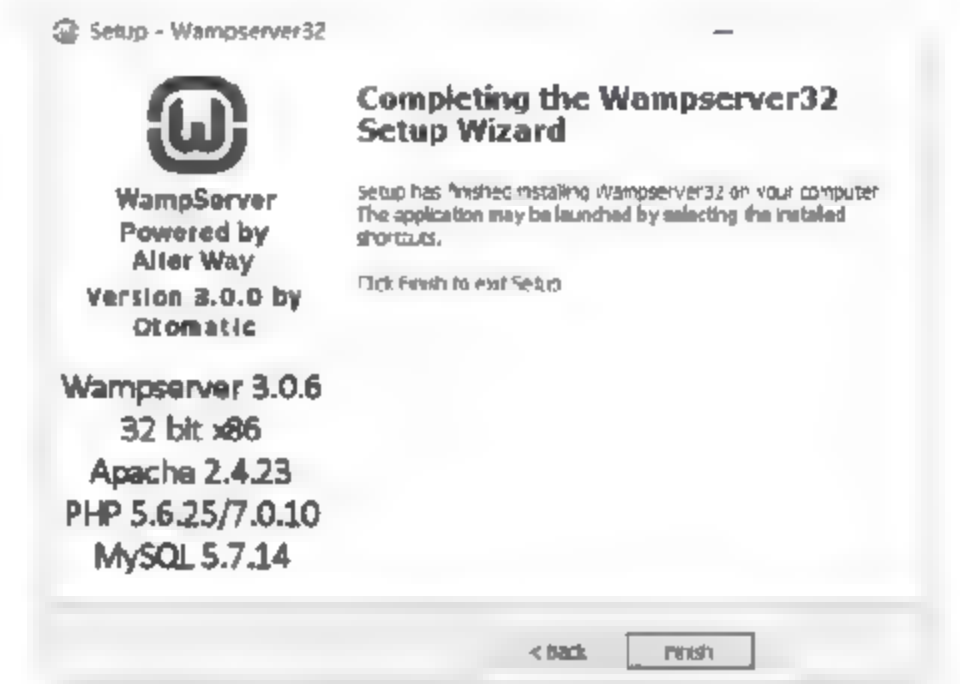 Setup - Wampserver32
W
WampServer
Powered by
Alter Way
Version 3.0.0 by
Otomatic
Wampserver 3.0.6
32 bit x86
Apache 2.4.23
PHP 5.6.25/7.0.10
MySQL 5.7.14
Completing the Wampserver32
Setup Wizard
Setup has finished installing Wampserver32 on your computer
The application may be launched by selecting the installed
shortcuts.
Click Finish to exit Setup
< Back
Finish